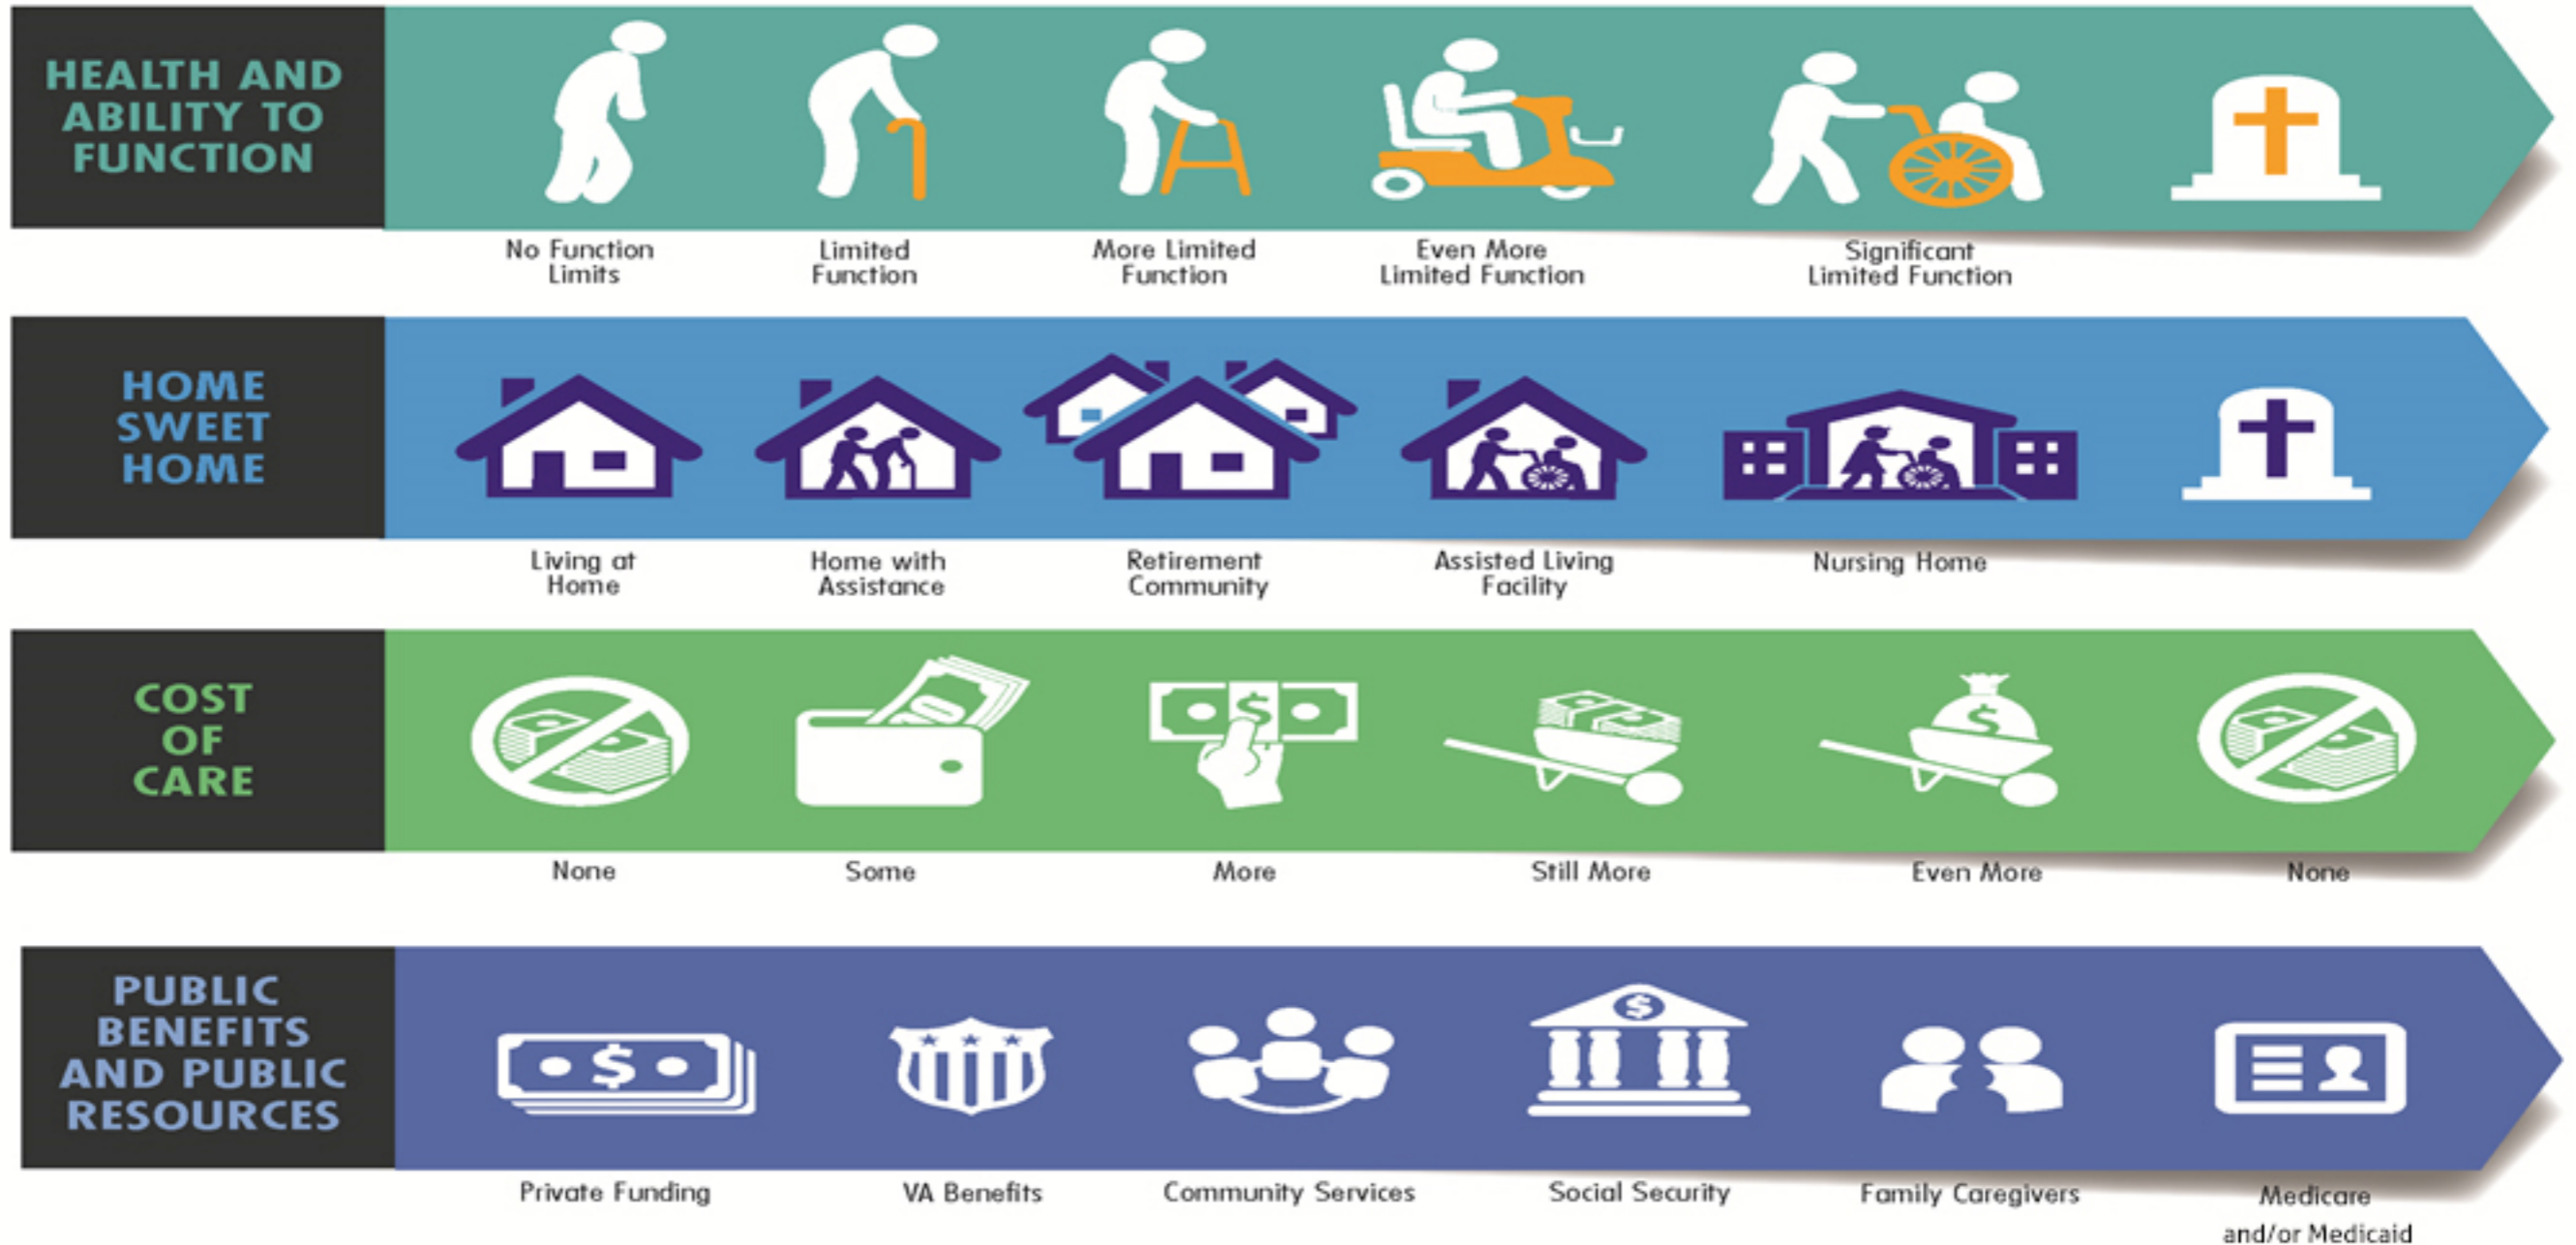 HEALTH AND
ABILITY TO
FUNCTION
No Function
Limits
Limited
Function
More Limited
Function
Even More
Limited Function
Significant
Limited Function
HOME
SWEET
HOME
Living at
Home
Home with
Assistance
Retirement
Community
Assisted Living
Facility
Nursing Home
COST
OF
CARE
$
$
None
Some
More
Still More
Even More
None
PUBLIC
BENEFITS
AND PUBLIC
RESOURCES
$
$
Private Funding
VA Benefits
Community Services
Social Security
Family Caregivers
Medicare
and/or Medicaid